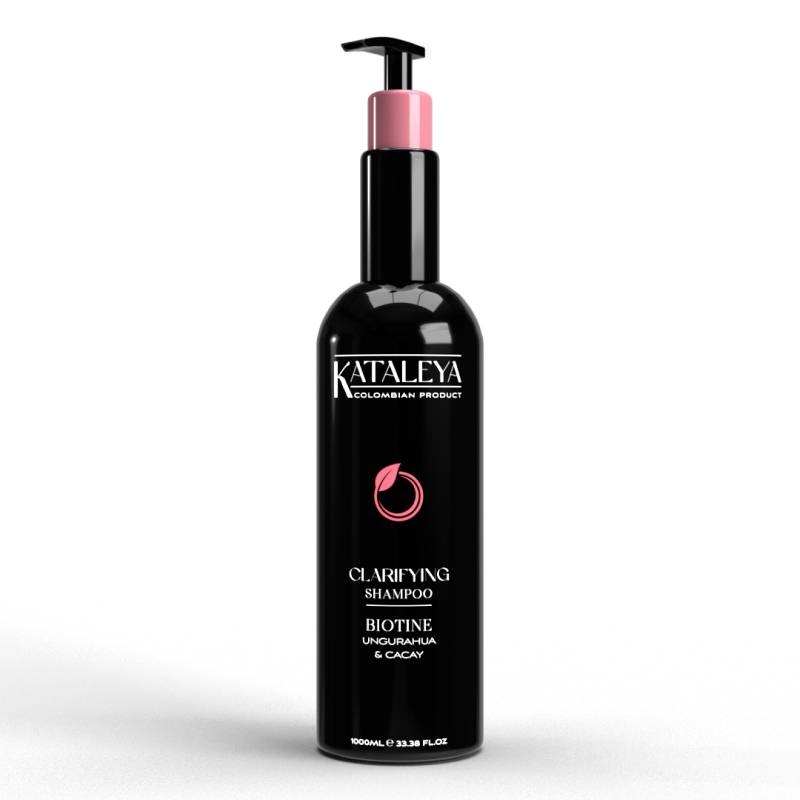 KATALEYA
COLOMBIAN PRODUCT
CLARIFYING
SHAMPOO
BIOTINE
UNGURAHUA
& CACAY
1000ML ℮ 33.38 FL.OZ